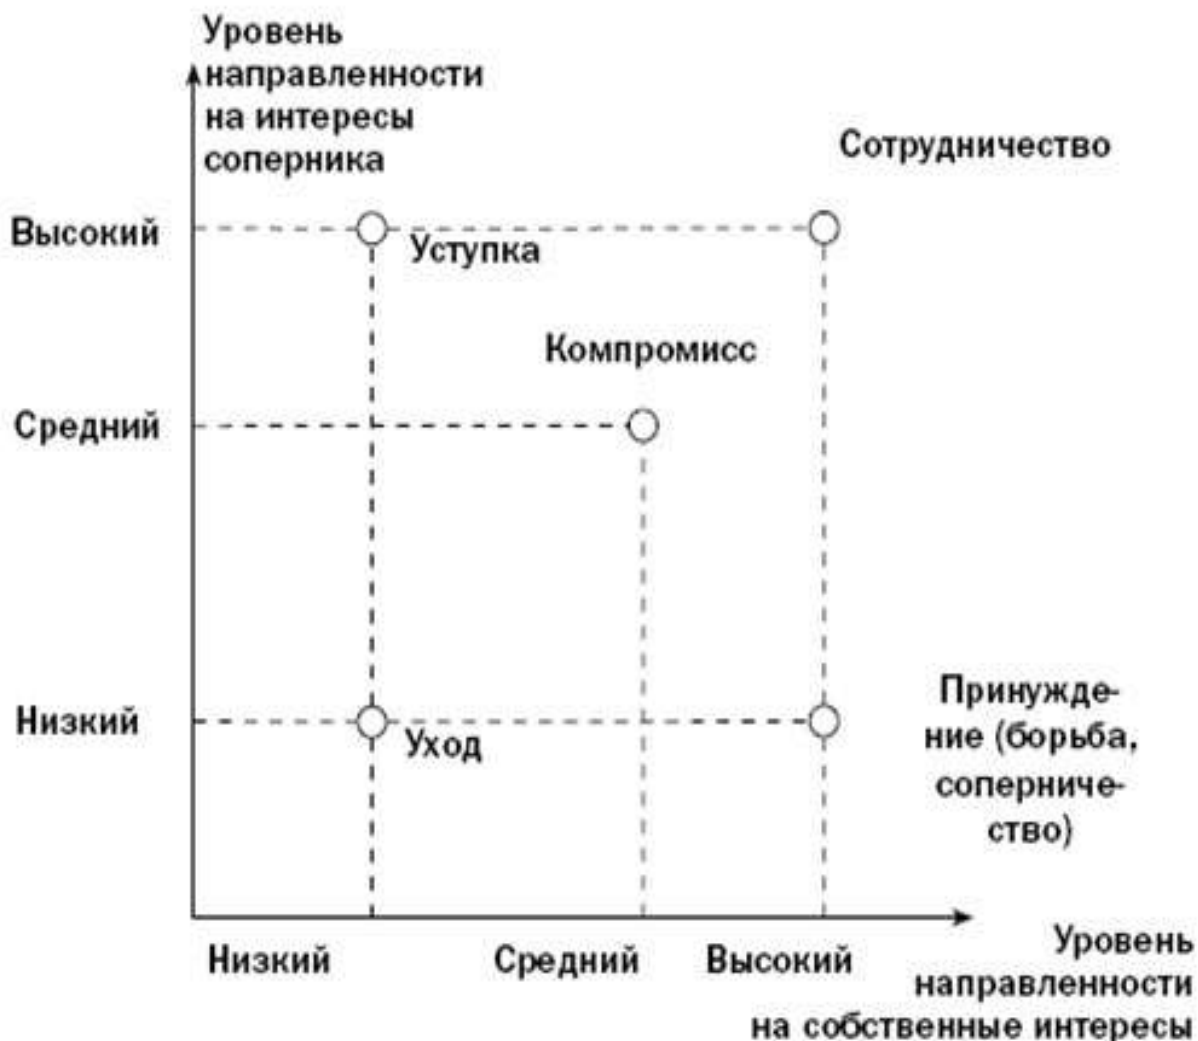 Уровень
направленности
на интересы
соперника
Сотрудничество
Высокий
Уступка
Компромисс
Средний
Принужде-
ние (борьба,
соперниче-
ство)
Низкий
Уход
Низкий
Средний
Высокий
Уровень
направленности
на собственные интересы